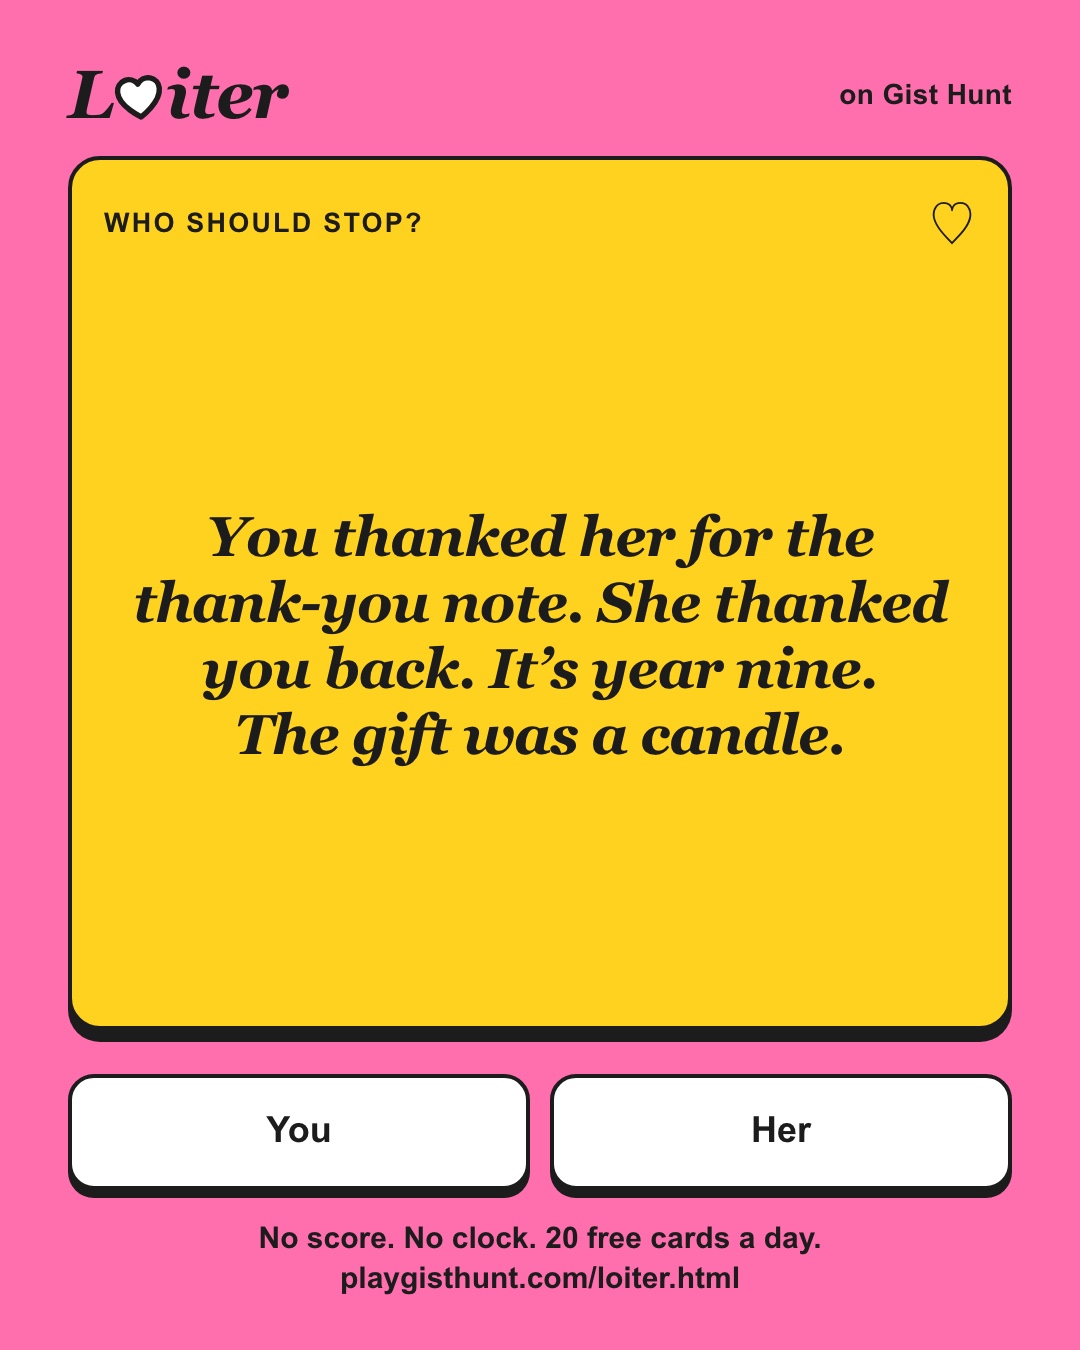 Loiter
on Gist Hunt
WHO SHOULD STOP?
You thanked her for the
thank-you note. She thanked
you back. It’s year nine.
The gift was a candle.
You
Her
No score. No clock. 20 free cards a day.
playgisthunt.com/loiter.html